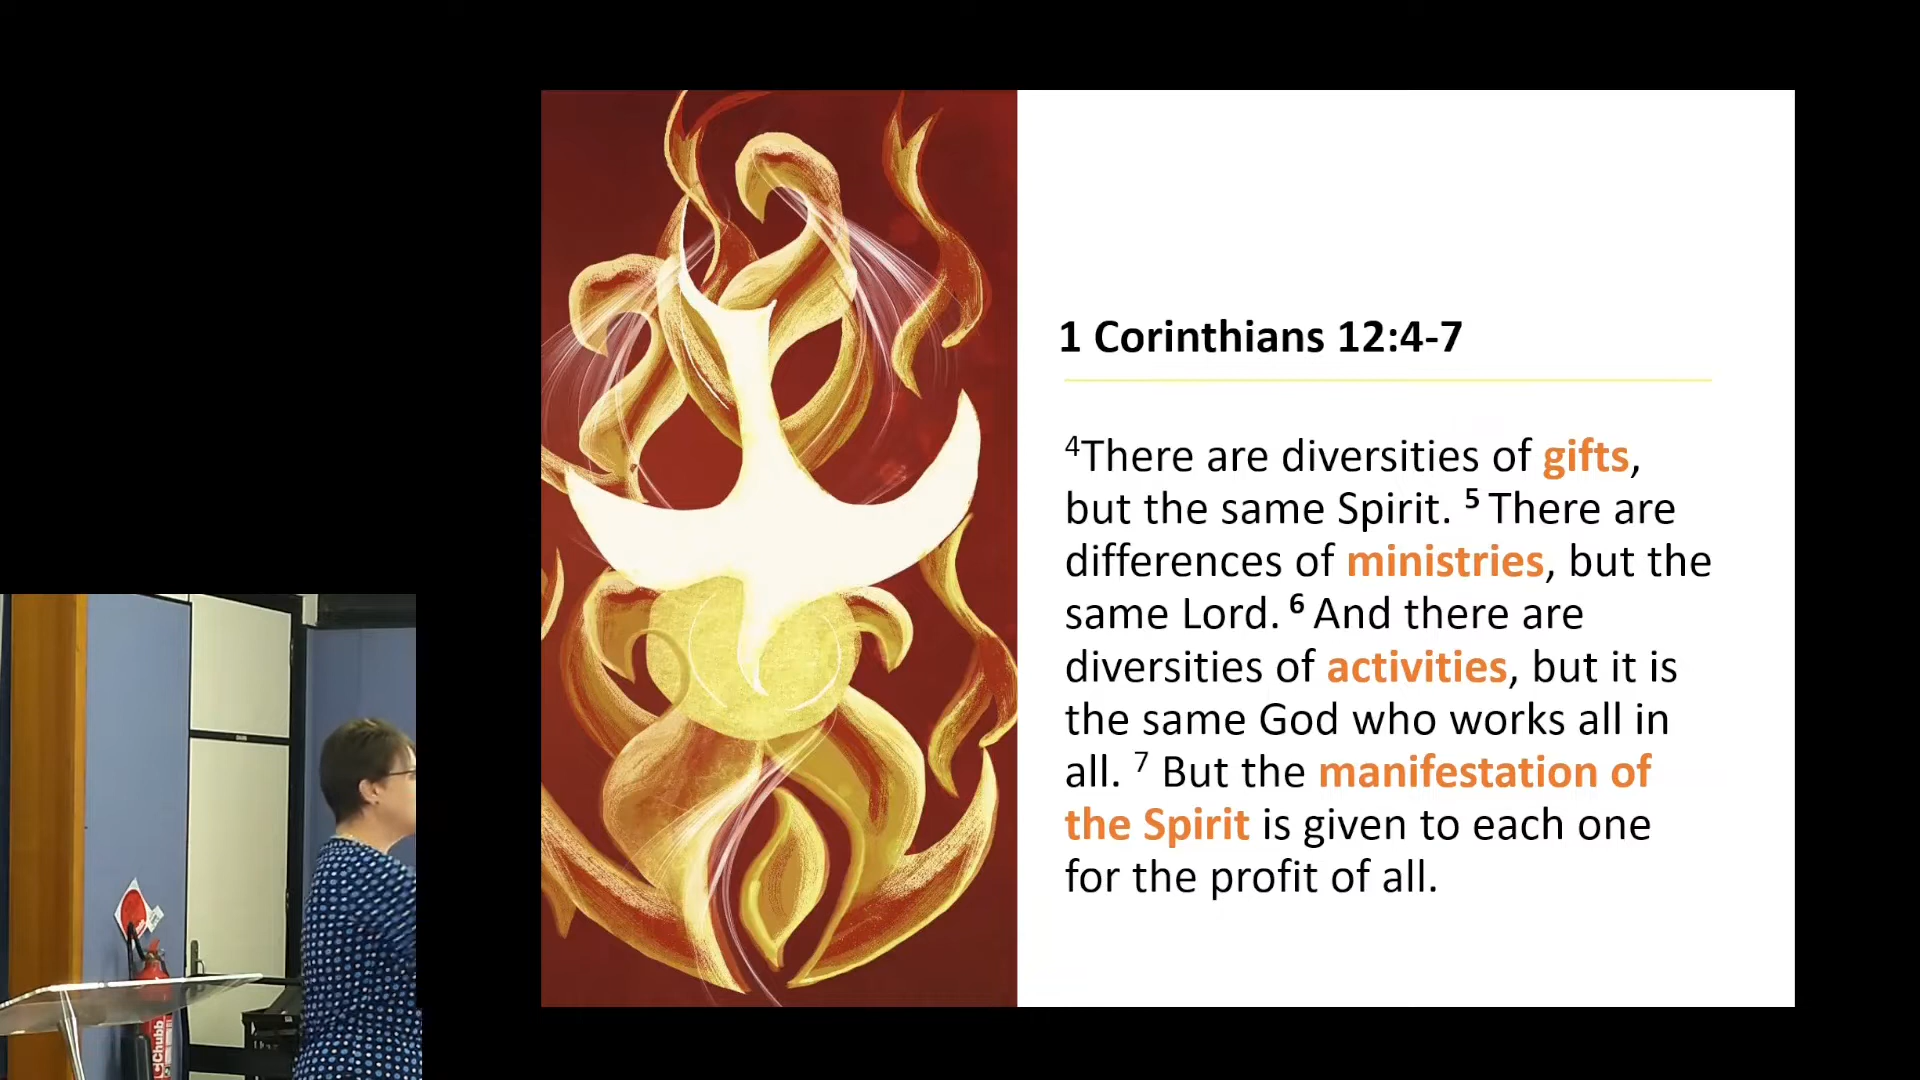 1 Corinthians 12:4-7
⁴There are diversities of gifts,
but the same Spirit. ⁵ There are
differences of ministries, but the
same Lord. ⁶ And there are
diversities of activities, but it is
the same God who works all in
all. ⁷ But the manifestation of
the Spirit is given to each one
for the profit of all.
Chubb